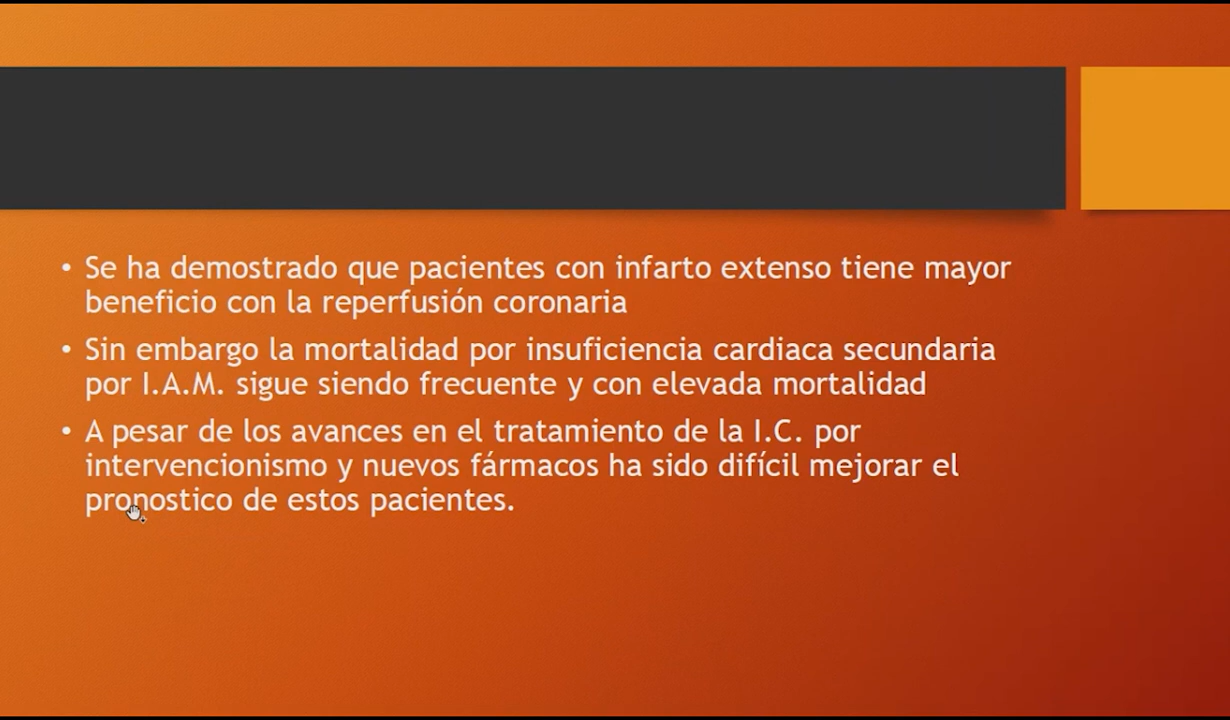 • Se ha demostrado que pacientes con infarto extenso tiene mayor
beneficio con la reperfusión coronaria
• Sin embargo la mortalidad por insuficiencia cardiaca secundaria
por I.A.M. sigue siendo frecuente y con elevada mortalidad
• A pesar de los avances en el tratamiento de la I.C. por
intervencionismo y nuevos fármacos ha sido difícil mejorar el
pronostico de estos pacientes.